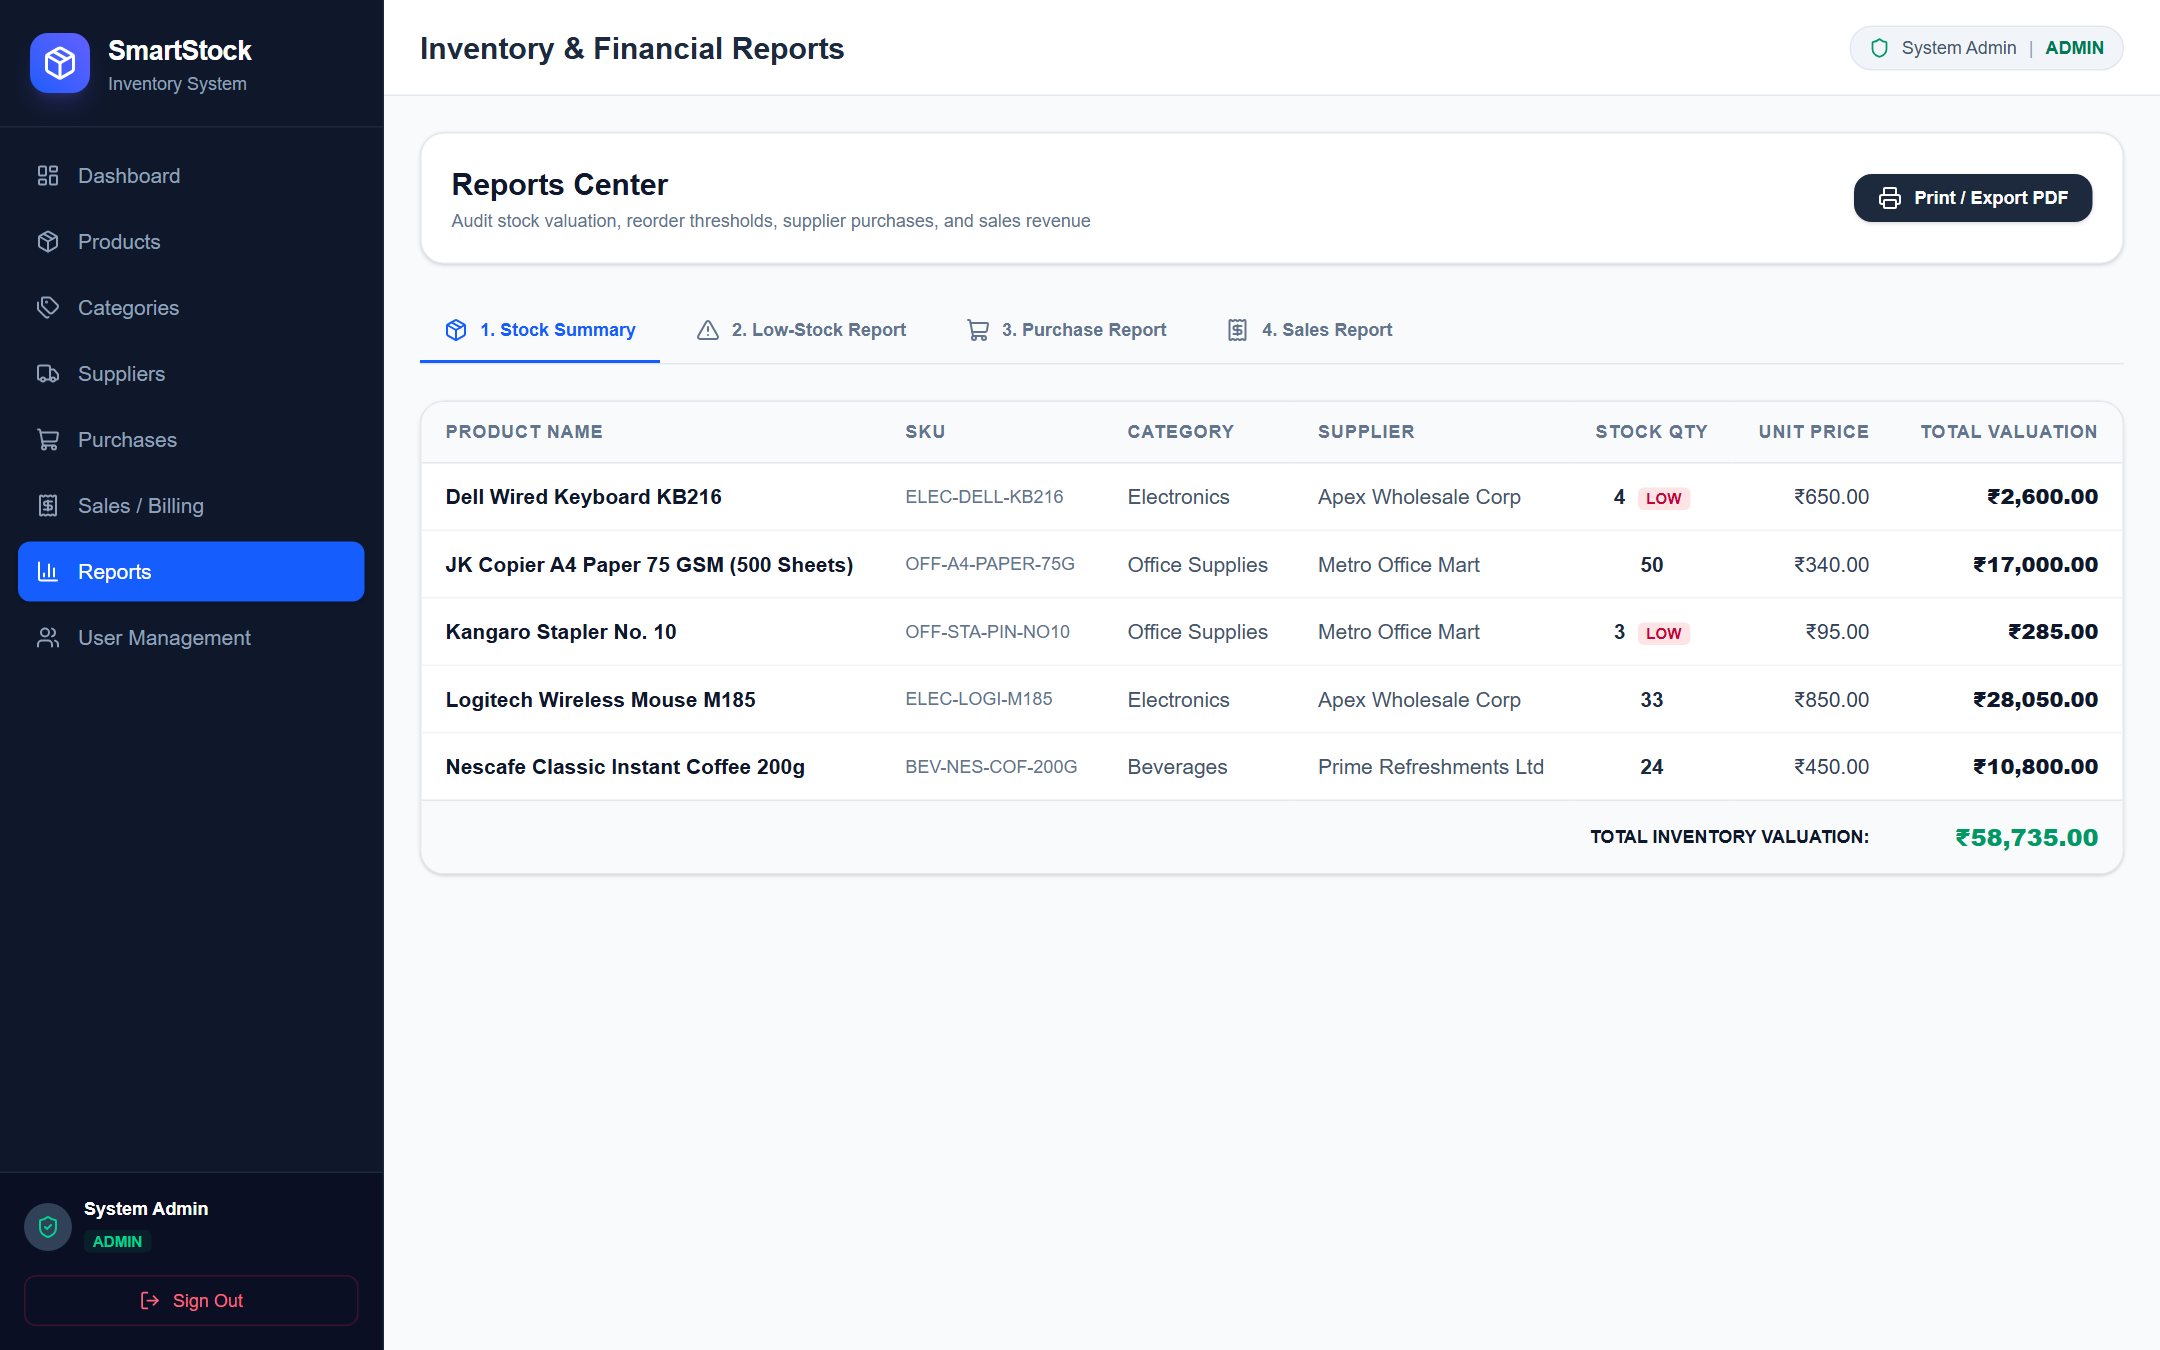 SmartStock
Inventory System
Dashboard
Products
Categories
Suppliers
Purchases
Sales / Billing
Reports
User Management
System Admin
ADMIN
Sign Out
Inventory & Financial Reports
System Admin | ADMIN
Reports Center
Audit stock valuation, reorder thresholds, supplier purchases, and sales revenue
Print / Export PDF
1. Stock Summary 2. Low-Stock Report 3. Purchase Report 4. Sales Report
PRODUCT NAME SKU CATEGORY SUPPLIER STOCK QTY UNIT PRICE TOTAL VALUATION
Dell Wired Keyboard KB216 ELEC-DELL-KB216 Electronics Apex Wholesale Corp 4 LOW ₹650.00 ₹2,600.00
JK Copier A4 Paper 75 GSM (500 Sheets) OFF-A4-PAPER-75G Office Supplies Metro Office Mart 50 ₹340.00 ₹17,000.00
Kangaro Stapler No. 10 OFF-STA-PIN-NO10 Office Supplies Metro Office Mart 3 LOW ₹95.00 ₹285.00
Logitech Wireless Mouse M185 ELEC-LOGI-M185 Electronics Apex Wholesale Corp 33 ₹850.00 ₹28,050.00
Nescafe Classic Instant Coffee 200g BEV-NES-COF-200G Beverages Prime Refreshments Ltd 24 ₹450.00 ₹10,800.00
TOTAL INVENTORY VALUATION: ₹58,735.00